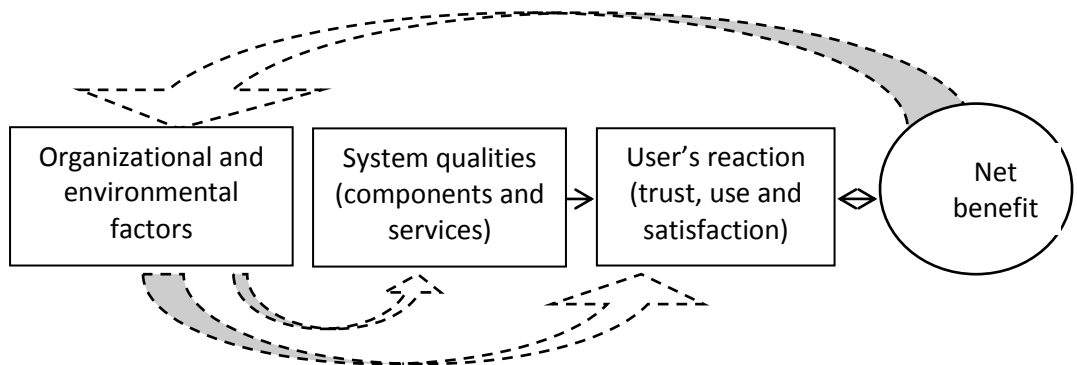 Organizational and
environmental
factors
System qualities
(components and
services)
User's reaction
(trust, use and
satisfaction)
Net
benefit